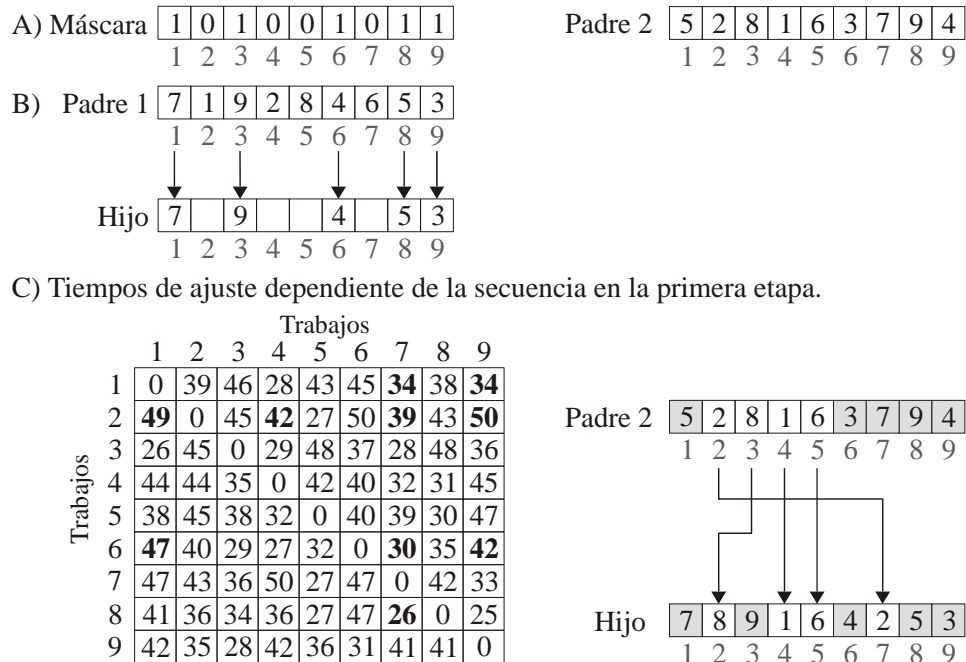 A) Máscara 1 0 1 0 0 1 0 1 1
1 2 3 4 5 6 7 8 9
Padre 2 5 2 8 1 6 3 7 9 4
1 2 3 4 5 6 7 8 9
B) Padre 1 7 1 9 2 8 4 6 5 3
1 2 3 4 5 6 7 8 9
Hijo 7 9 4 5 3
1 2 3 4 5 6 7 8 9
C) Tiempos de ajuste dependiente de la secuencia en la primera etapa.
Trabajos
1 2 3 4 5 6 7 8 9
Trabajos
1 0 39 46 28 43 45 34 38 34
2 49 0 45 42 27 50 39 43 50
3 26 45 0 29 48 37 28 48 36
4 44 44 35 0 42 40 32 31 45
5 38 45 38 32 0 40 39 30 47
6 47 40 29 27 32 0 30 35 42
7 47 43 36 50 27 47 0 42 33
8 41 36 34 36 27 47 26 0 25
9 42 35 28 42 36 31 41 41 0
Padre 2 5 2 8 1 6 3 7 9 4
1 2 3 4 5 6 7 8 9
Hijo 7 8 9 1 6 4 2 5 3
1 2 3 4 5 6 7 8 9